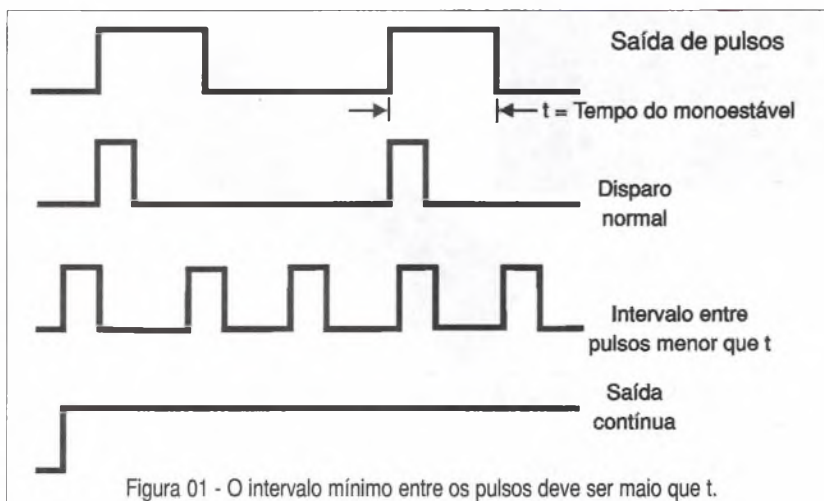 Saída de pulsos
t = Tempo do monoestável
Disparo
normal
Intervalo entre
pulsos menor que t
Saída
contínua
Figura 01 - O intervalo mínimo entre os pulsos deve ser maio que t.